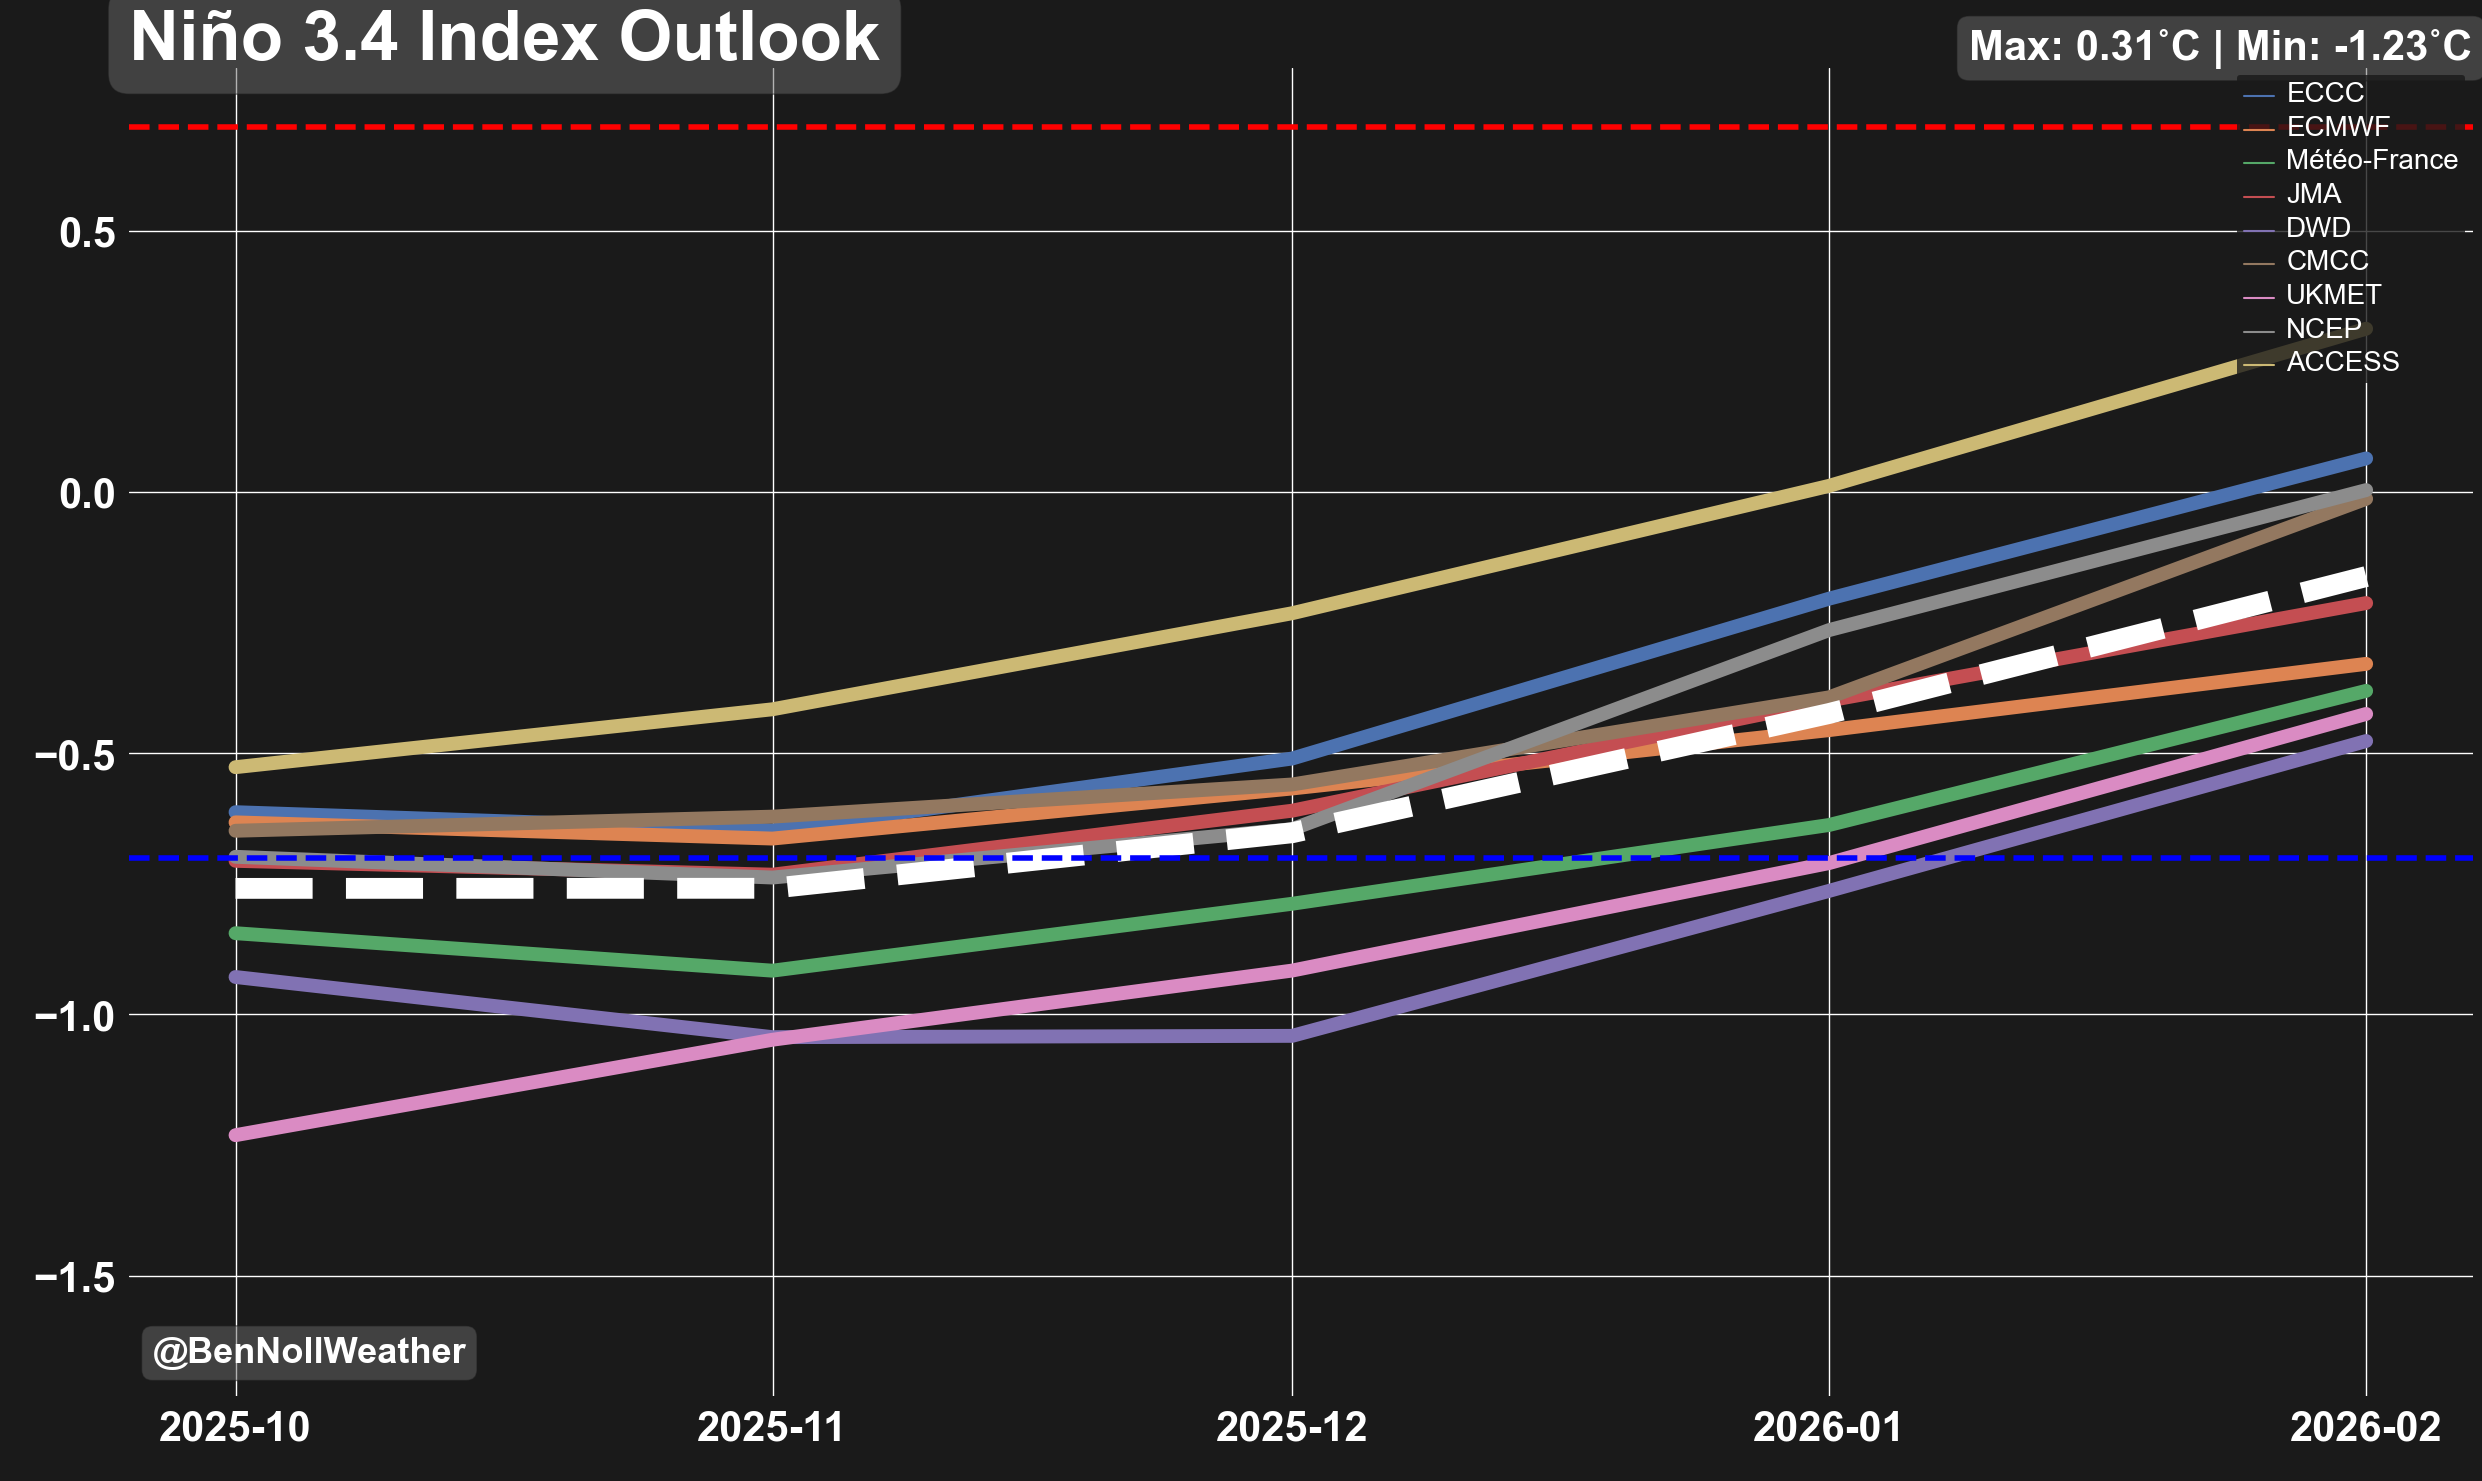 Niño 3.4 Index Outlook
Max: 0.31˚C | Min: -1.23˚C
ECCC
ECMWF
Météo-France
JMA
DWD
CMCC
UKMET
NCEP
ACCESS
0.5
0.0
−0.5
−1.0
−1.5
@BenNollWeather
2025-10
2025-11
2025-12
2026-01
2026-02